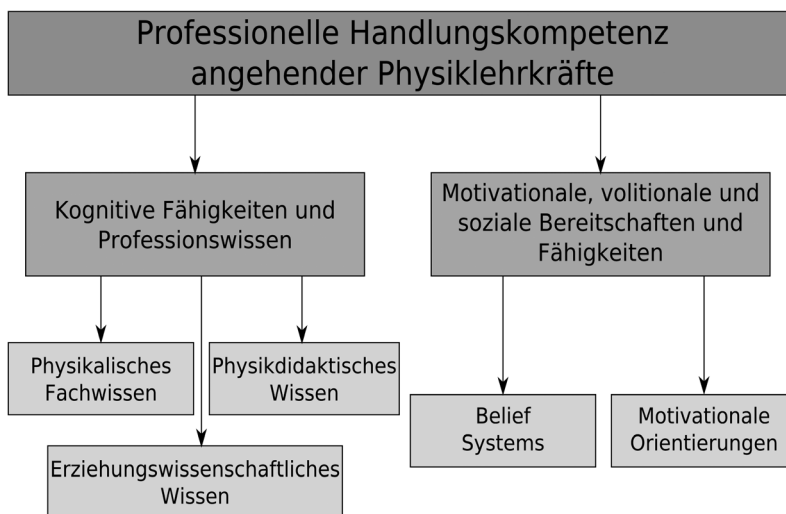 Professionelle Handlungskompetenz
angehender Physiklehrkräfte
Kognitive Fähigkeiten und
Professionswissen
Motivationale, volitionale und
soziale Bereitschaften und
Fähigkeiten
Physikalisches
Fachwissen
Physikdidaktisches
Wissen
Erziehungswissenschaftliches
Wissen
Belief
Systems
Motivationale
Orientierungen